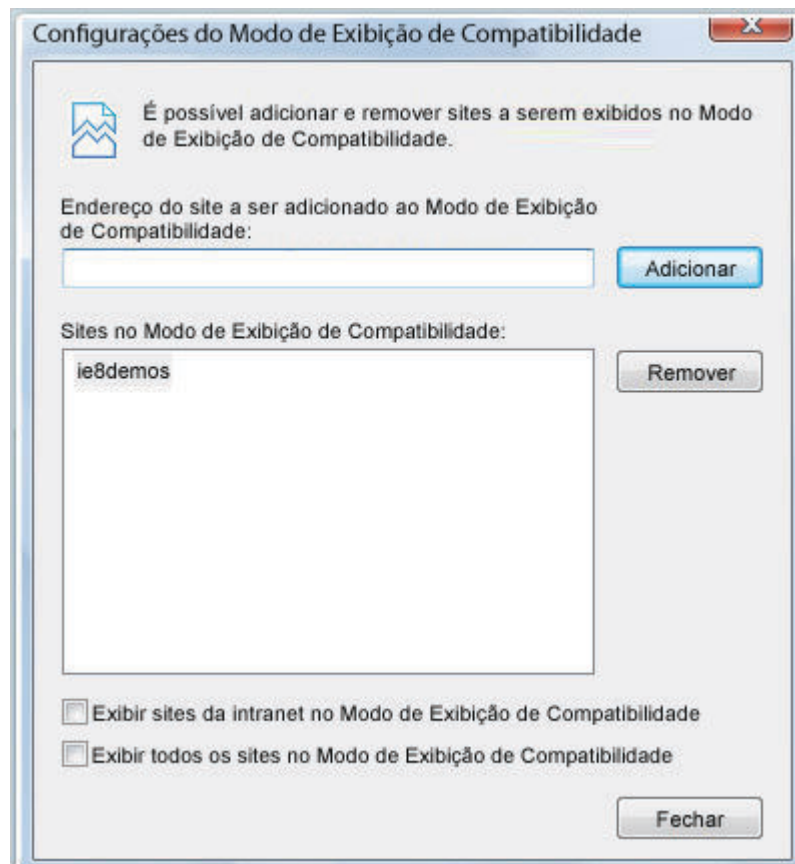 Configurações do Modo de Exibição de Compatibilidade
É possível adicionar e remover sites a serem exibidos no Modo
de Exibição de Compatibilidade.
Endereço do site a ser adicionado ao Modo de Exibição
de Compatibilidade:
Adicionar
Sites no Modo de Exibição de Compatibilidade:
ie8demos
Remover
Exibir sites da intranet no Modo de Exibição de Compatibilidade
Exibir todos os sites no Modo de Exibição de Compatibilidade
Fechar